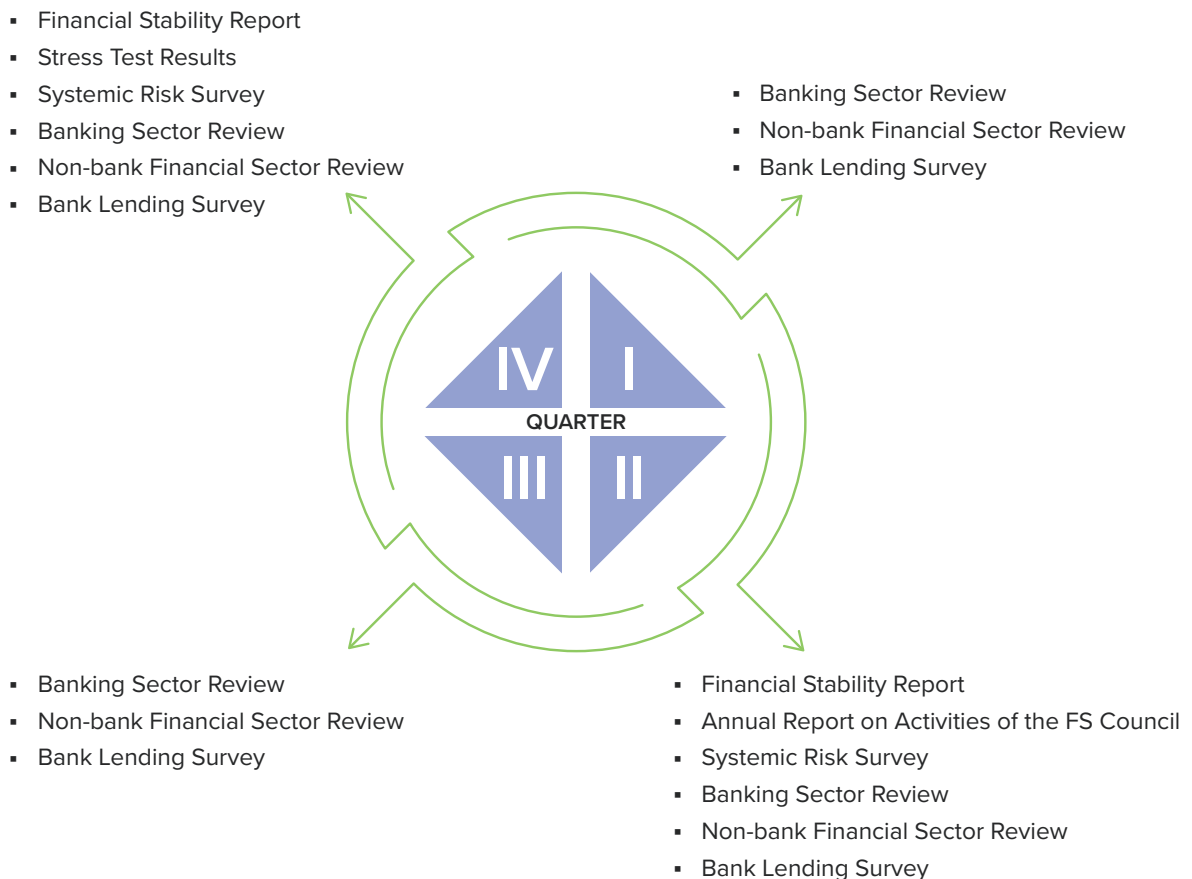 ▪ Financial Stability Report
▪ Stress Test Results
▪ Systemic Risk Survey
▪ Banking Sector Review
▪ Non-bank Financial Sector Review
▪ Bank Lending Survey
▪ Banking Sector Review
▪ Non-bank Financial Sector Review
▪ Bank Lending Survey
IV
I
QUARTER
III
II
▪ Banking Sector Review
▪ Non-bank Financial Sector Review
▪ Bank Lending Survey
▪ Financial Stability Report
▪ Annual Report on Activities of the FS Council
▪ Systemic Risk Survey
▪ Banking Sector Review
▪ Non-bank Financial Sector Review
▪ Bank Lending Survey